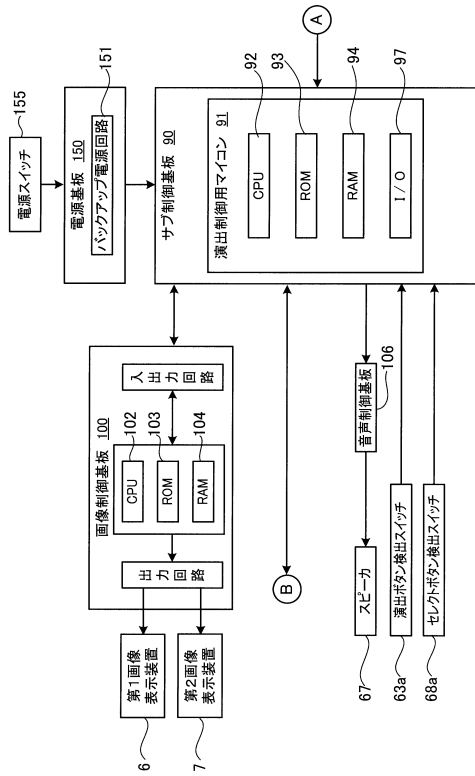 155
電源スイッチ
電源基板 150
バックアップ電源回路
151
サブ制御基板 90
演出制御用マイコン 91
CPU
92
ROM
93
RAM
94
I/O
97
A
画像制御基板 100
CPU
102
ROM
103
RAM
104
入出力回路
出力回路
第1画像
表示装置
6
第2画像
表示装置
7
B
音声制御基板
106
スピーカ
67
演出ボタン検出スイッチ
63a
セレクトボタン検出スイッチ
68a